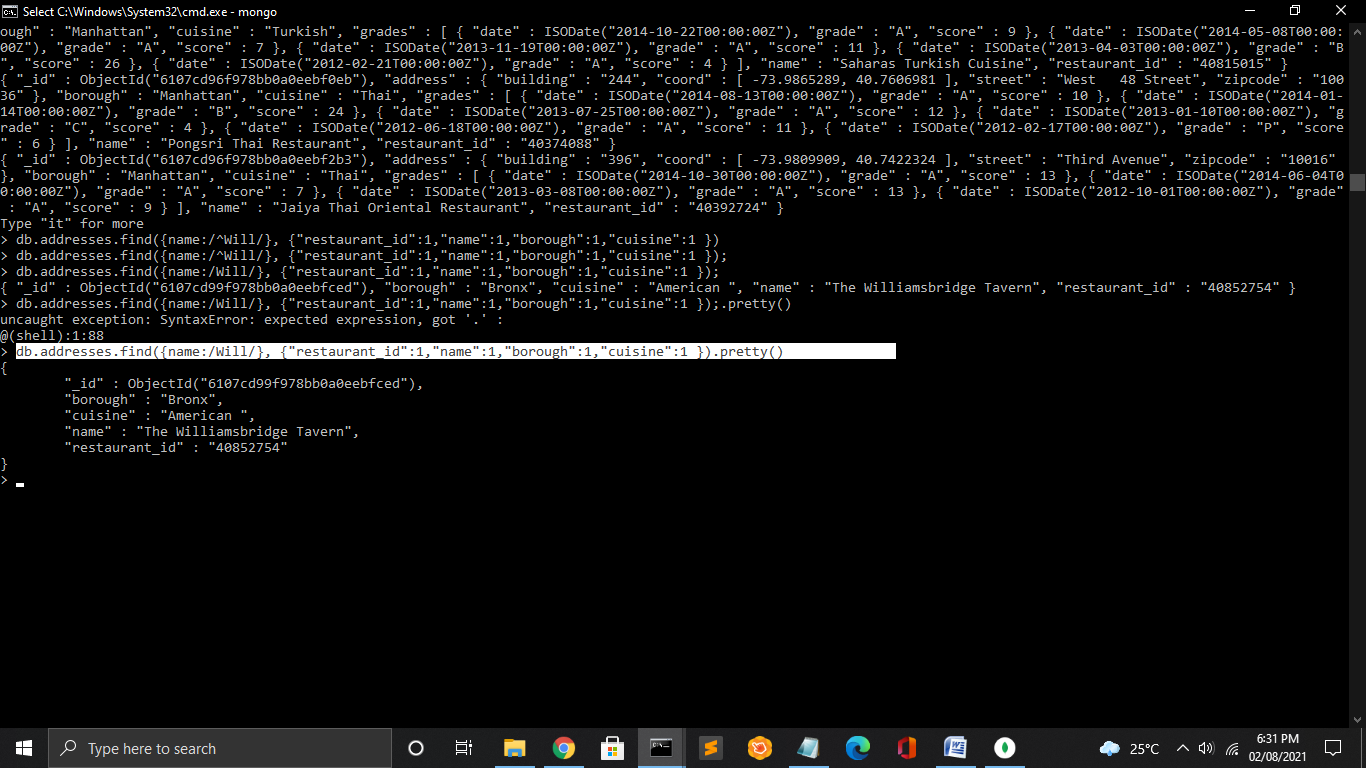 Select C:\Windows\System32\cmd.exe - mongo
ough" : "Manhattan", "cuisine" : "Turkish", "grades" : [ { "date" : ISODate("2014-10-22T00:00:00Z"), "grade" : "A", "score" : 9 }, { "date" : ISODate("2014-05-08T00:00:
00Z"), "grade" : "A", "score" : 7 }, { "date" : ISODate("2013-11-19T00:00:00Z"), "grade" : "A", "score" : 11 }, { "date" : ISODate("2013-04-03T00:00:00Z"), "grade" : "B
", "score" : 26 }, { "date" : ISODate("2012-02-21T00:00:00Z"), "grade" : "A", "score" : 4 } ], "name" : "Saharas Turkish Cuisine", "restaurant_id" : "40815015" }
{ "_id" : ObjectId("6107cd96f978bb0a0eebf0eb"), "address" : { "building" : "244", "coord" : [ -73.9865289, 40.7606981 ], "street" : "West   48 Street", "zipcode" : "100
36" }, "borough" : "Manhattan", "cuisine" : "Thai", "grades" : [ { "date" : ISODate("2014-08-13T00:00:00Z"), "grade" : "A", "score" : 10 }, { "date" : ISODate("2014-01-
14T00:00:00Z"), "grade" : "B", "score" : 24 }, { "date" : ISODate("2013-07-25T00:00:00Z"), "grade" : "A", "score" : 12 }, { "date" : ISODate("2013-01-10T00:00:00Z"), "g
rade" : "C", "score" : 4 }, { "date" : ISODate("2012-06-18T00:00:00Z"), "grade" : "A", "score" : 11 }, { "date" : ISODate("2012-02-17T00:00:00Z"), "grade" : "P", "score
" : 6 } ], "name" : "Pongsri Thai Restaurant", "restaurant_id" : "40374088" }
{ "_id" : ObjectId("6107cd96f978bb0a0eebf2b3"), "address" : { "building" : "396", "coord" : [ -73.9809909, 40.7422324 ], "street" : "Third Avenue", "zipcode" : "10016"
}, "borough" : "Manhattan", "cuisine" : "Thai", "grades" : [ { "date" : ISODate("2014-10-30T00:00:00Z"), "grade" : "A", "score" : 13 }, { "date" : ISODate("2014-06-04T0
0:00:00Z"), "grade" : "A", "score" : 7 }, { "date" : ISODate("2013-03-08T00:00:00Z"), "grade" : "A", "score" : 13 }, { "date" : ISODate("2012-10-01T00:00:00Z"), "grade"
 : "A", "score" : 9 } ], "name" : "Jaiya Thai Oriental Restaurant", "restaurant_id" : "40392724" }
Type "it" for more
> db.addresses.find({name:/^Will/}, {"restaurant_id":1,"name":1,"borough":1,"cuisine":1 })
> db.addresses.find({name:/^Will/}, {"restaurant_id":1,"name":1,"borough":1,"cuisine":1 });
> db.addresses.find({name:/Will/}, {"restaurant_id":1,"name":1,"borough":1,"cuisine":1 });
{ "_id" : ObjectId("6107cd99f978bb0a0eebfced"), "borough" : "Bronx", "cuisine" : "American ", "name" : "The Williamsbridge Tavern", "restaurant_id" : "40852754" }
> db.addresses.find({name:/Will/}, {"restaurant_id":1,"name":1,"borough":1,"cuisine":1 });.pretty()
uncaught exception: SyntaxError: expected expression, got '.' :
@(shell):1:88
> db.addresses.find({name:/Will/}, {"restaurant_id":1,"name":1,"borough":1,"cuisine":1 }).pretty()
{
        "_id" : ObjectId("6107cd99f978bb0a0eebfced"),
        "borough" : "Bronx",
        "cuisine" : "American ",
        "name" : "The Williamsbridge Tavern",
        "restaurant_id" : "40852754"
}
>
Type here to search
25°C
6:31 PM
02/08/2021